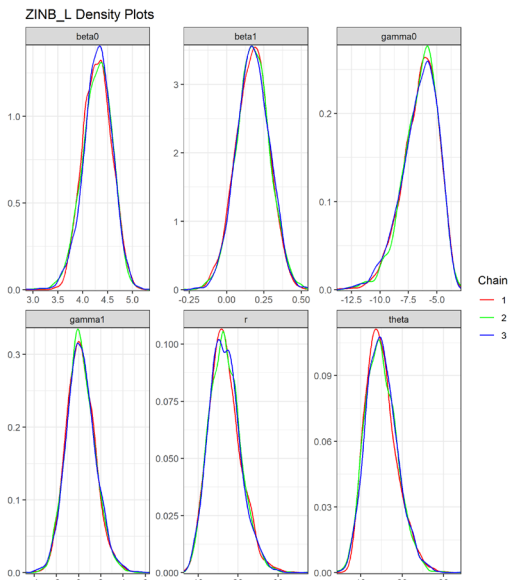 ZINB_L Density Plots
beta0 beta1 gamma0
1.0 0.5 0.0
3 2 1 0
0.2 0.1 0.0
3.0 3.5 4.0 4.5 5.0 -0.25 0.00 0.25 0.50 -12.5 -10.0 -7.5 -5.0
Chain
1
2
3
gamma1 r theta
0.3 0.2 0.1 0.0
0.100 0.075 0.050 0.025 0.000
0.09 0.06 0.03 0.00